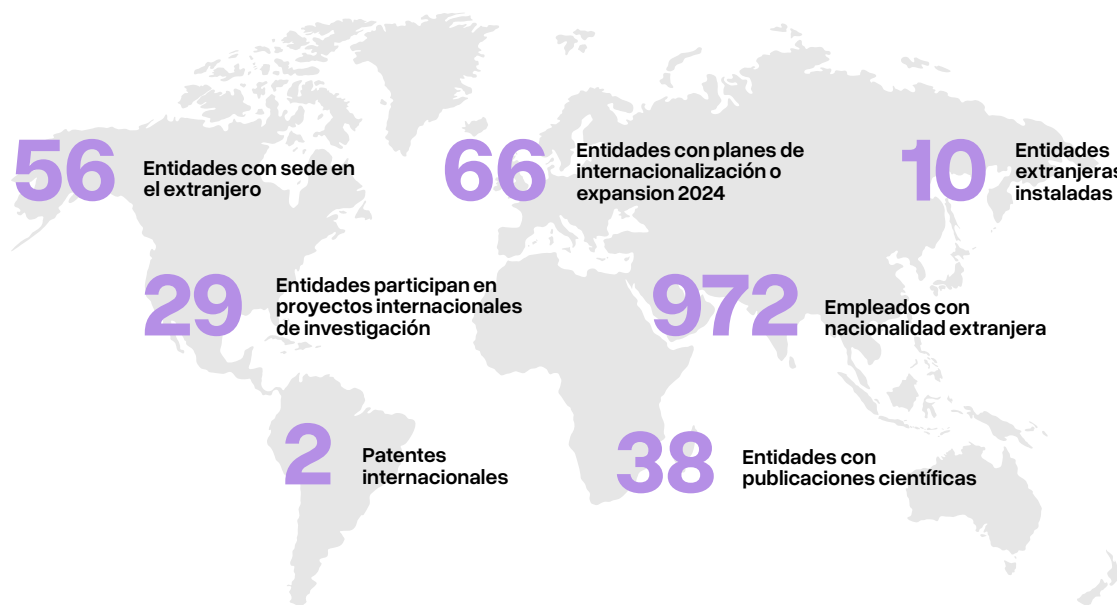 56
Entidades con sede en
el extranjero
66
Entidades con planes de
internacionalización o
expansion 2024
10
Entidades
extranjeras
instaladas
29
Entidades participan en
proyectos internacionales
de investigación
972
Empleados con
nacionalidad extranjera
2
Patentes
internacionales
38
Entidades con
publicaciones científicas